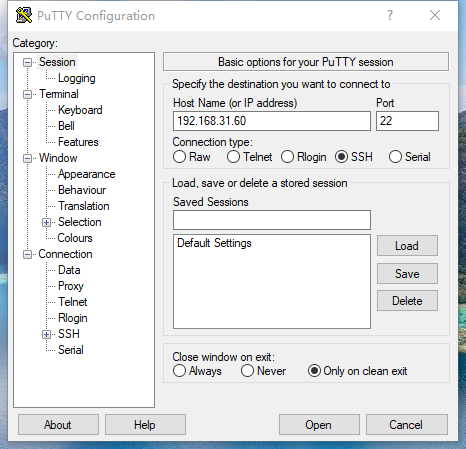 PuTTY Configuration
Category:
Session
Logging
Terminal
Keyboard
Bell
Features
Window
Appearance
Behaviour
Translation
Selection
Colours
Connection
Data
Proxy
Telnet
Rlogin
SSH
Serial
Basic options for your PuTTY session
Specify the destination you want to connect to
Host Name (or IP address) Port
192.168.31.60 22
Connection type:
Raw Telnet Rlogin SSH Serial
Load, save or delete a stored session
Saved Sessions
Default Settings
Load
Save
Delete
Close window on exit:
Always Never Only on clean exit
About Help Open Cancel